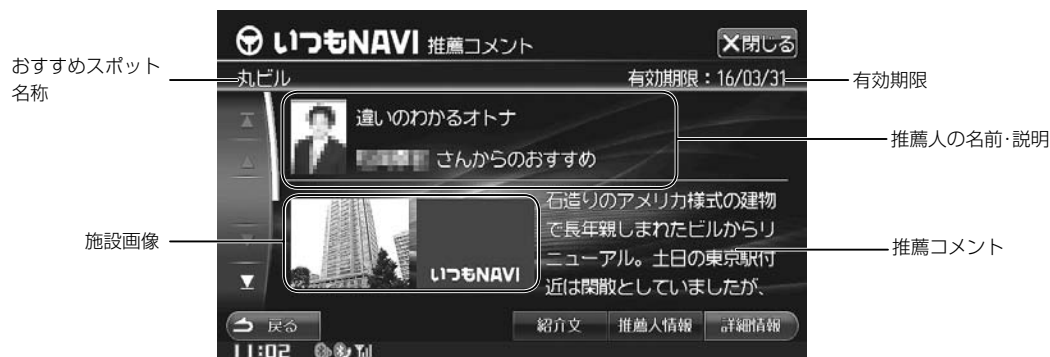 いつもNAVI 推薦コメント
✕閉じる
おすすめスポット
名称
丸ビル
有効期限：16/03/31
有効期限
違いのわかるオトナ
さんからのおすすめ
推薦人の名前・説明
施設画像
いつもNAVI
石造りのアメリカ様式の建物
で長年親しまれたビルからリ
ニューアル。土日の東京駅付
近は閑散としていましたが、
推薦コメント
戻る
紹介文
推薦人情報
詳細情報
11:02